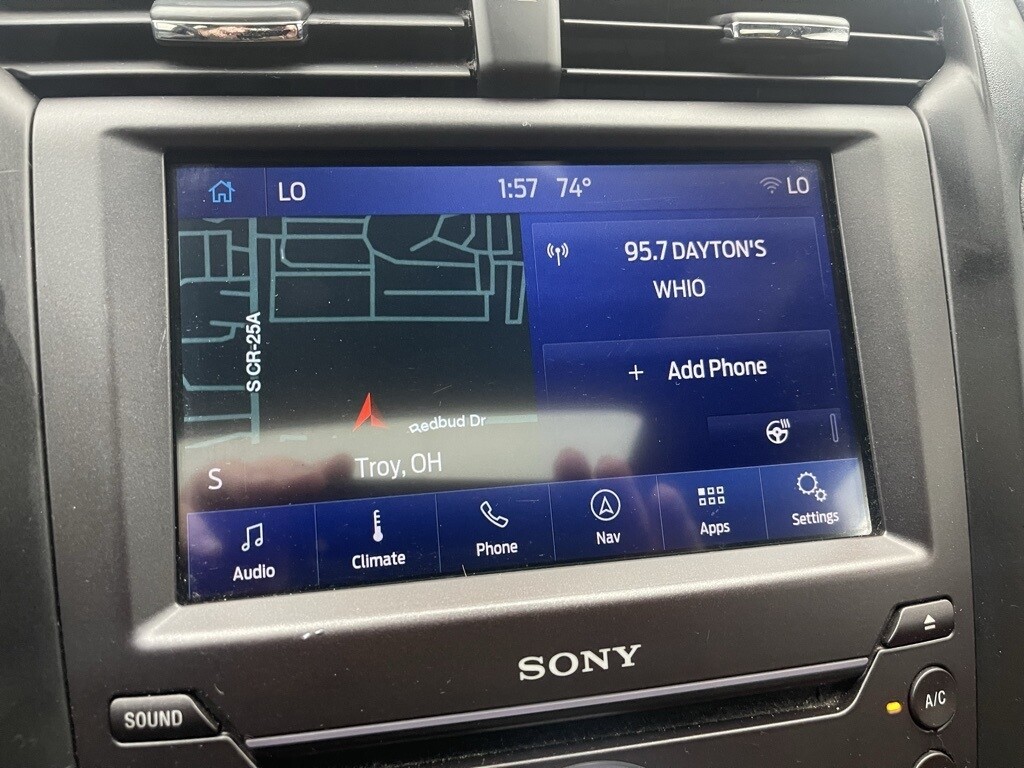 LO
1:57 74°
LO
95.7 DAYTON'S
WHIO
S CR-25A
+ Add Phone
Redbud Dr
S
Troy, OH
Audio
Climate
Phone
Nav
Apps
Settings
SONY
SOUND
A/C